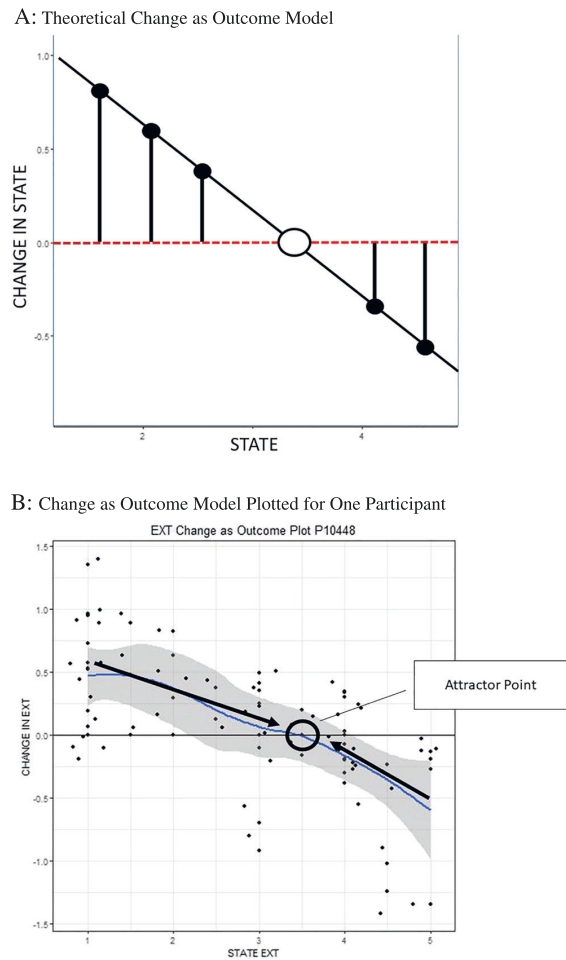 A: Theoretical Change as Outcome Model
CHANGE IN STATE
1.0
0.5
0.0
-0.5
2
4
STATE
B: Change as Outcome Model Plotted for One Participant
EXT Change as Outcome Plot P10448
CHANGE IN EXT
1.5
1.0
0.5
0.0
-0.5
-1.0
-1.5
Attractor Point
1
2
3
4
5
STATE EXT